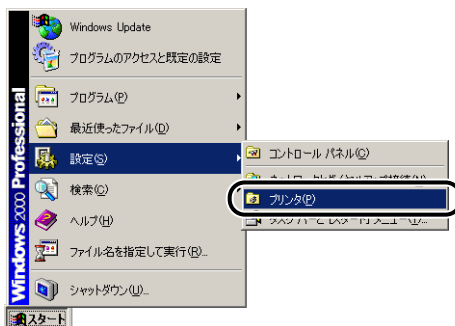 Windows Update
プログラムのアクセスと既定の設定
プログラム(P)
最近使ったファイル(D)
設定(S)
検索(C)
ヘルプ(H)
ファイル名を指定して実行(R)...
シャットダウン(U)...
コントロール パネル(C)
プリンタ(P)
Windows 2000 Professional
スタート